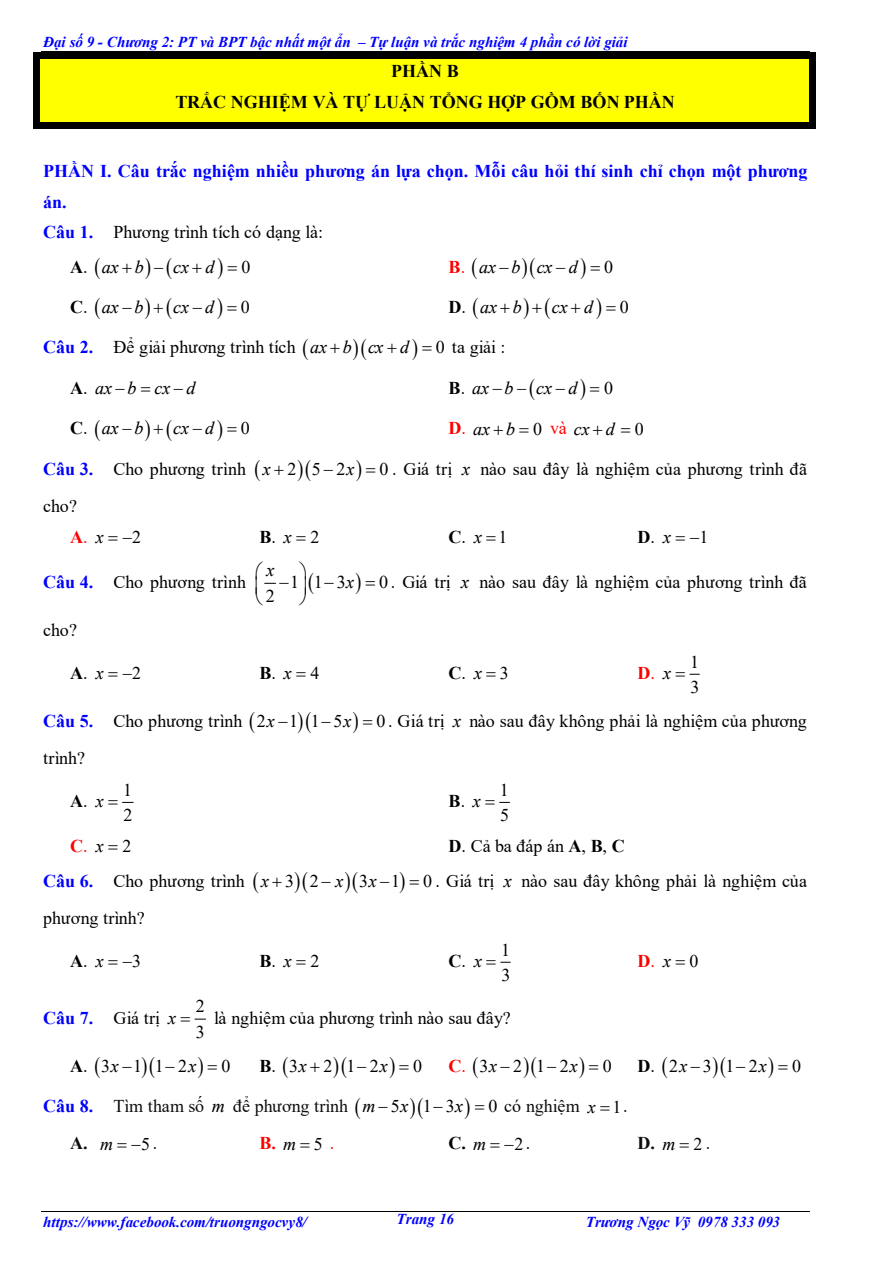 Đại số 9 - Chương 2: PT và BPT bậc nhất một ẩn – Tự luận và trắc nghiệm 4 phần có lời giải
PHẦN B
TRẮC NGHIỆM VÀ TỰ LUẬN TỔNG HỢP GỒM BỐN PHẦN
PHẦN I. Câu trắc nghiệm nhiều phương án lựa chọn. Mỗi câu hỏi thí sinh chỉ chọn một phương
án.
Câu 1. Phương trình tích có dạng là:
A. (ax+b)−(cx+d)=0 B. (ax−b)(cx−d)=0
C. (ax−b)+(cx−d)=0 D. (ax+b)+(cx+d)=0
Câu 2. Để giải phương trình tích (ax+b)(cx+d)=0 ta giải :
A. ax−b=cx−d B. ax−b−(cx−d)=0
C. (ax−b)+(cx−d)=0 D. ax+b=0 và cx+d=0
Câu 3. Cho phương trình (x+2)(5−2x)=0. Giá trị x nào sau đây là nghiệm của phương trình đã
cho?
A. x=−2 B. x=2 C. x=1 D. x=−1
Câu 4. Cho phương trình (x/2−1)(1−3x)=0. Giá trị x nào sau đây là nghiệm của phương trình đã
cho?
A. x=−2 B. x=4 C. x=3 D. x=1/3
Câu 5. Cho phương trình (2x−1)(1−5x)=0. Giá trị x nào sau đây không phải là nghiệm của phương
trình?
A. x=1/2 B. x=1/5
C. x=2 D. Cả ba đáp án A, B, C
Câu 6. Cho phương trình (x+3)(2−x)(3x−1)=0. Giá trị x nào sau đây không phải là nghiệm của
phương trình?
A. x=−3 B. x=2 C. x=1/3 D. x=0
Câu 7. Giá trị x=2/3 là nghiệm của phương trình nào sau đây?
A. (3x−1)(1−2x)=0 B. (3x+2)(1−2x)=0 C. (3x−2)(1−2x)=0 D. (2x−3)(1−2x)=0
Câu 8. Tìm tham số m để phương trình (m−5x)(1−3x)=0 có nghiệm x=1.
A. m=−5. B. m=5 . C. m=−2. D. m=2.
https://www.facebook.com/truongngocvy8/ Trang 16 Trương Ngọc Vỹ 0978 333 093